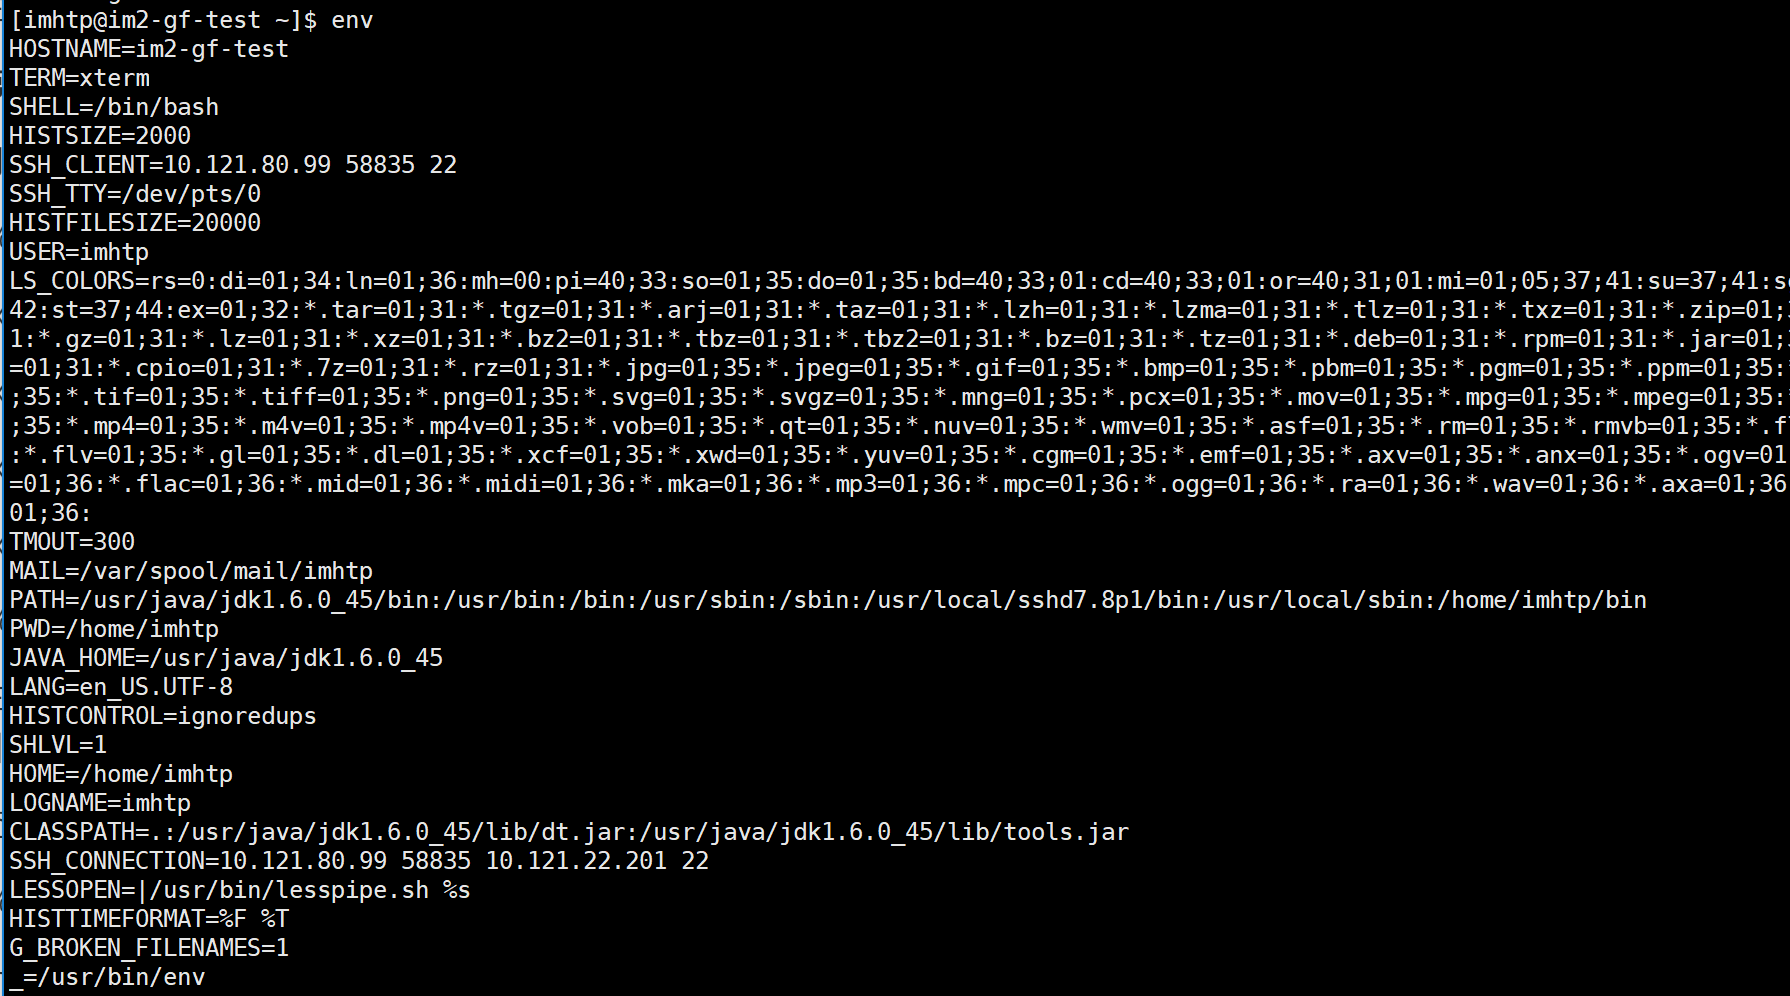 [imhtp@im2-gf-test ~]$ env
HOSTNAME=im2-gf-test
TERM=xterm
SHELL=/bin/bash
HISTSIZE=2000
SSH_CLIENT=10.121.80.99 58835 22
SSH_TTY=/dev/pts/0
HISTFILESIZE=20000
USER=imhtp
LS_COLORS=rs=0:di=01;34:ln=01;36:mh=00:pi=40;33:so=01;35:do=01;35:bd=40;33;01:cd=40;33;01:or=40;31;01:mi=01;05;37;41:su=37;41:s
42:st=37;44:ex=01;32:*.tar=01;31:*.tgz=01;31:*.arj=01;31:*.taz=01;31:*.lzh=01;31:*.lzma=01;31:*.tlz=01;31:*.txz=01;31:*.zip=01;
1:*.gz=01;31:*.lz=01;31:*.xz=01;31:*.bz2=01;31:*.tbz=01;31:*.tbz2=01;31:*.bz=01;31:*.tz=01;31:*.deb=01;31:*.rpm=01;31:*.jar=01;
=01;31:*.cpio=01;31:*.7z=01;31:*.rz=01;31:*.jpg=01;35:*.jpeg=01;35:*.gif=01;35:*.bmp=01;35:*.pbm=01;35:*.pgm=01;35:*.ppm=01;35:
;35:*.tif=01;35:*.tiff=01;35:*.png=01;35:*.svg=01;35:*.svgz=01;35:*.mng=01;35:*.pcx=01;35:*.mov=01;35:*.mpg=01;35:*.mpeg=01;35:
;35:*.mp4=01;35:*.m4v=01;35:*.mp4v=01;35:*.vob=01;35:*.qt=01;35:*.nuv=01;35:*.wmv=01;35:*.asf=01;35:*.rm=01;35:*.rmvb=01;35:*.f
:*.flv=01;35:*.gl=01;35:*.dl=01;35:*.xcf=01;35:*.xwd=01;35:*.yuv=01;35:*.cgm=01;35:*.emf=01;35:*.axv=01;35:*.anx=01;35:*.ogv=01
=01;36:*.flac=01;36:*.mid=01;36:*.midi=01;36:*.mka=01;36:*.mp3=01;36:*.mpc=01;36:*.ogg=01;36:*.ra=01;36:*.wav=01;36:*.axa=01;36
01;36:
TMOUT=300
MAIL=/var/spool/mail/imhtp
PATH=/usr/java/jdk1.6.0_45/bin:/usr/bin:/bin:/usr/sbin:/sbin:/usr/local/sshd7.8p1/bin:/usr/local/sbin:/home/imhtp/bin
PWD=/home/imhtp
JAVA_HOME=/usr/java/jdk1.6.0_45
LANG=en_US.UTF-8
HISTCONTROL=ignoredups
SHLVL=1
HOME=/home/imhtp
LOGNAME=imhtp
CLASSPATH=.:/usr/java/jdk1.6.0_45/lib/dt.jar:/usr/java/jdk1.6.0_45/lib/tools.jar
SSH_CONNECTION=10.121.80.99 58835 10.121.22.201 22
LESSOPEN=|/usr/bin/lesspipe.sh %s
HISTTIMEFORMAT=%F %T
G_BROKEN_FILENAMES=1
_=/usr/bin/env